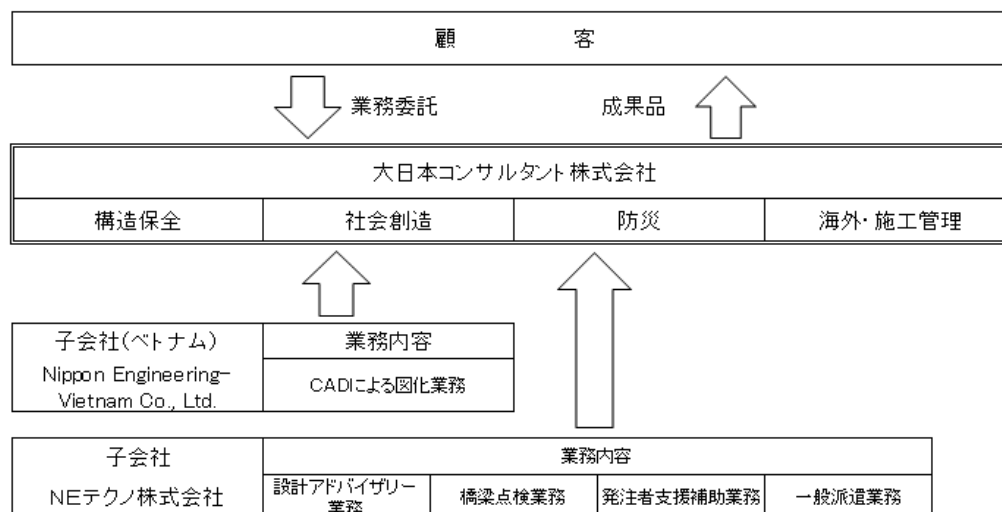 顧　　　　客
業務委託　　成果品
大日本コンサルタント株式会社
構造保全　社会創造　防災　海外・施工管理
子会社(ベトナム)　業務内容
Nippon Engineering-
Vietnam Co., Ltd.
CADによる図化業務
子会社　業務内容
NEテクノ株式会社
設計アドバイザリー
業務
橋梁点検業務　発注者支援補助業務　一般派遣業務